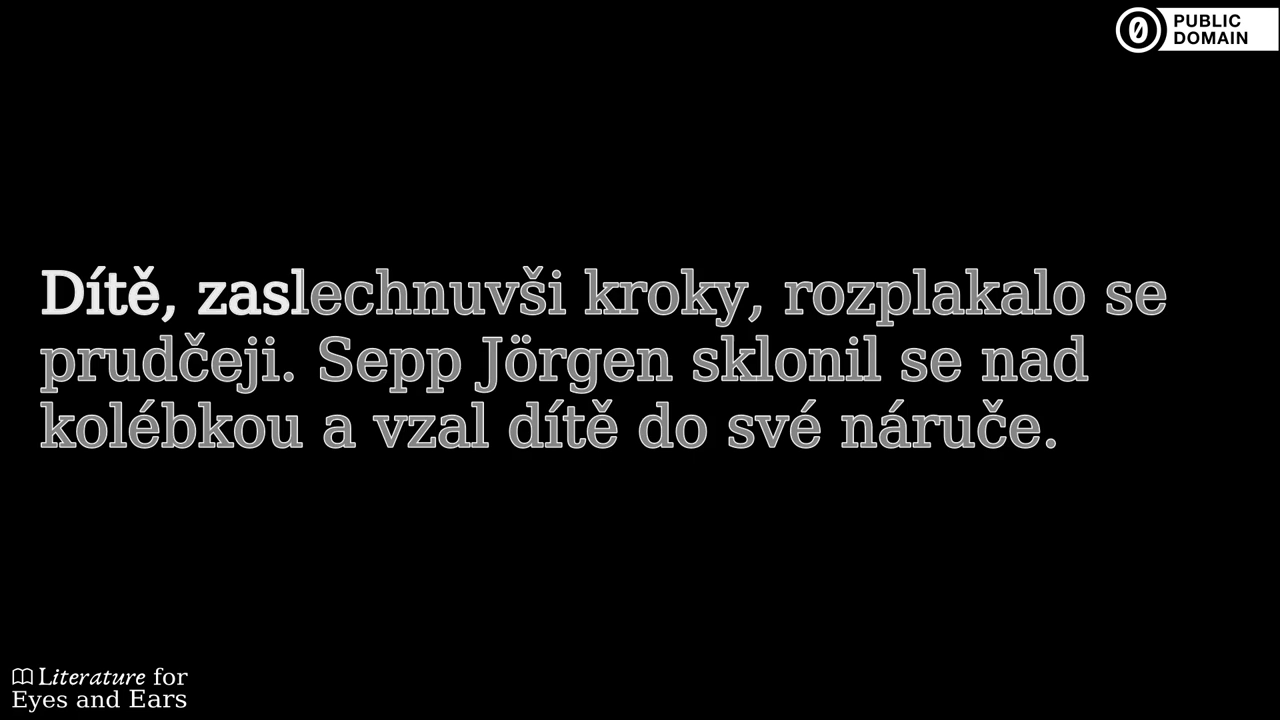 PUBLIC
DOMAIN
Dítě, zaslechnuvši kroky, rozplakalo se
prudčeji. Sepp Jörgen sklonil se nad
kolébkou a vzal dítě do své náruče.
Literature for
Eyes and Ears